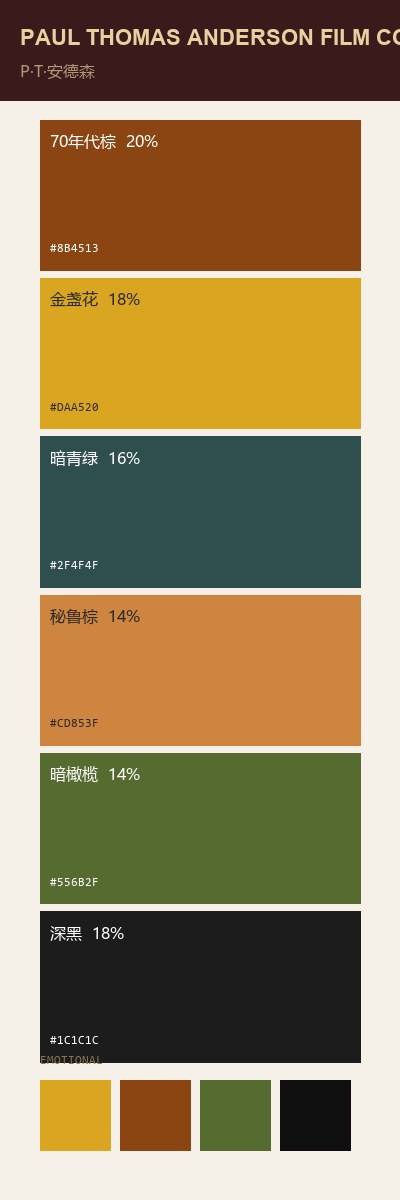 PAUL THOMAS ANDERSON FILM CO
P·T·安德森
70年代棕 20%
#8B4513
金盏花 18%
#DAA520
暗青绿 16%
#2F4F4F
秘鲁棕 14%
#CD853F
暗橄榄 14%
#556B2F
深黑 18%
#1C1C1C
EMOTIONAL